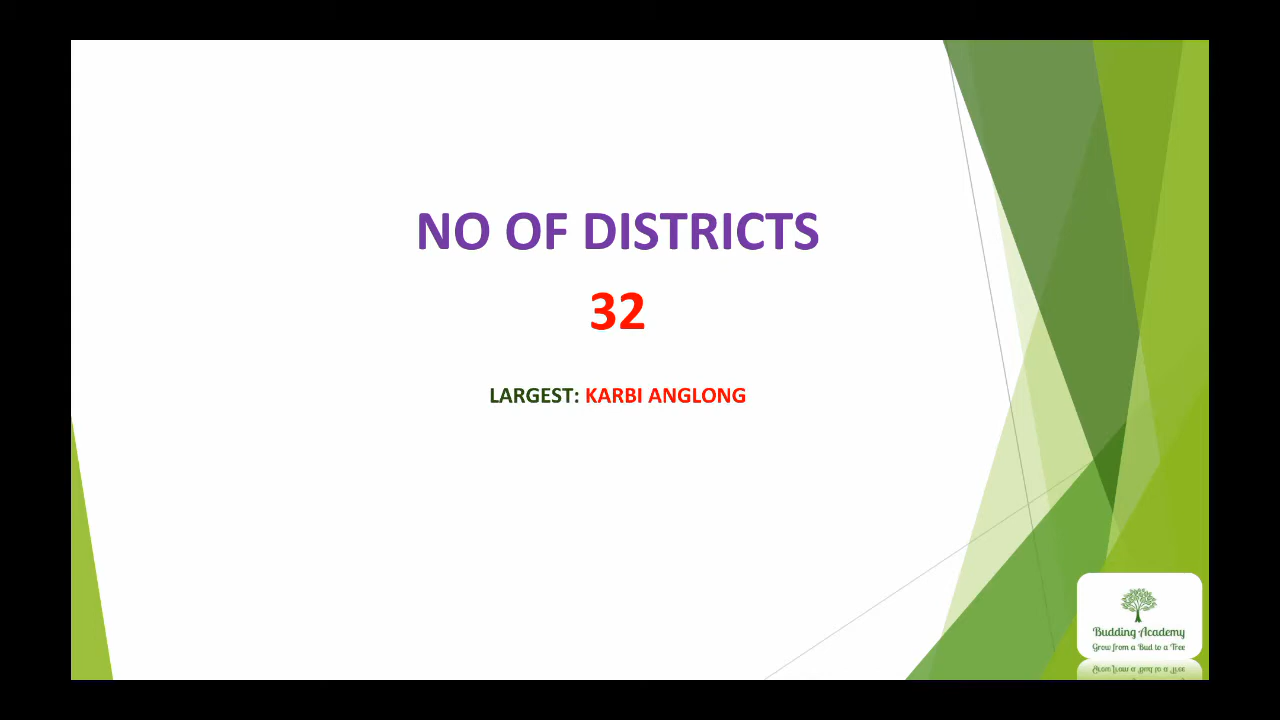 NO OF DISTRICTS
32
LARGEST: KARBI ANGLONG
Budding Academy
Grow from a Bud to a Tree